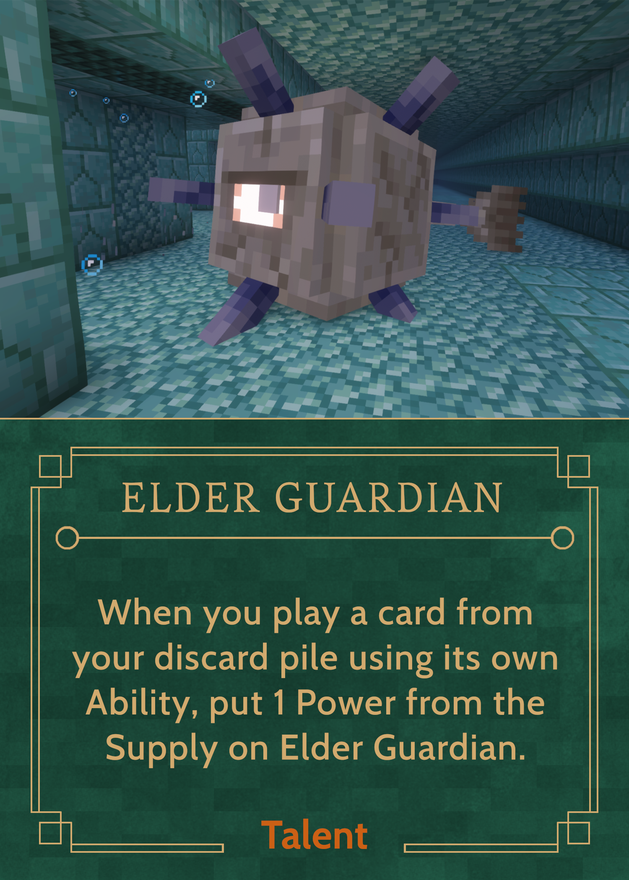 ELDER GUARDIAN
When you play a card from
your discard pile using its own
Ability, put 1 Power from the
Supply on Elder Guardian.
Talent